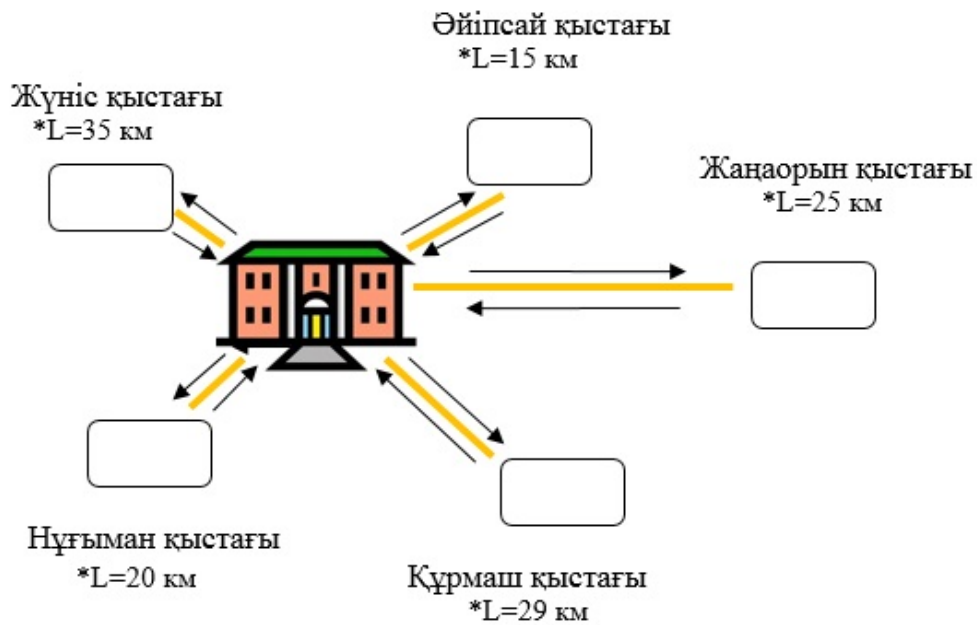 Әйіпсай қыстағы
*L=15 км
Жүніс қыстағы
*L=35 км
Жаңаорын қыстағы
*L=25 км
Нұғыман қыстағы
*L=20 км
Құрмаш қыстағы
*L=29 км